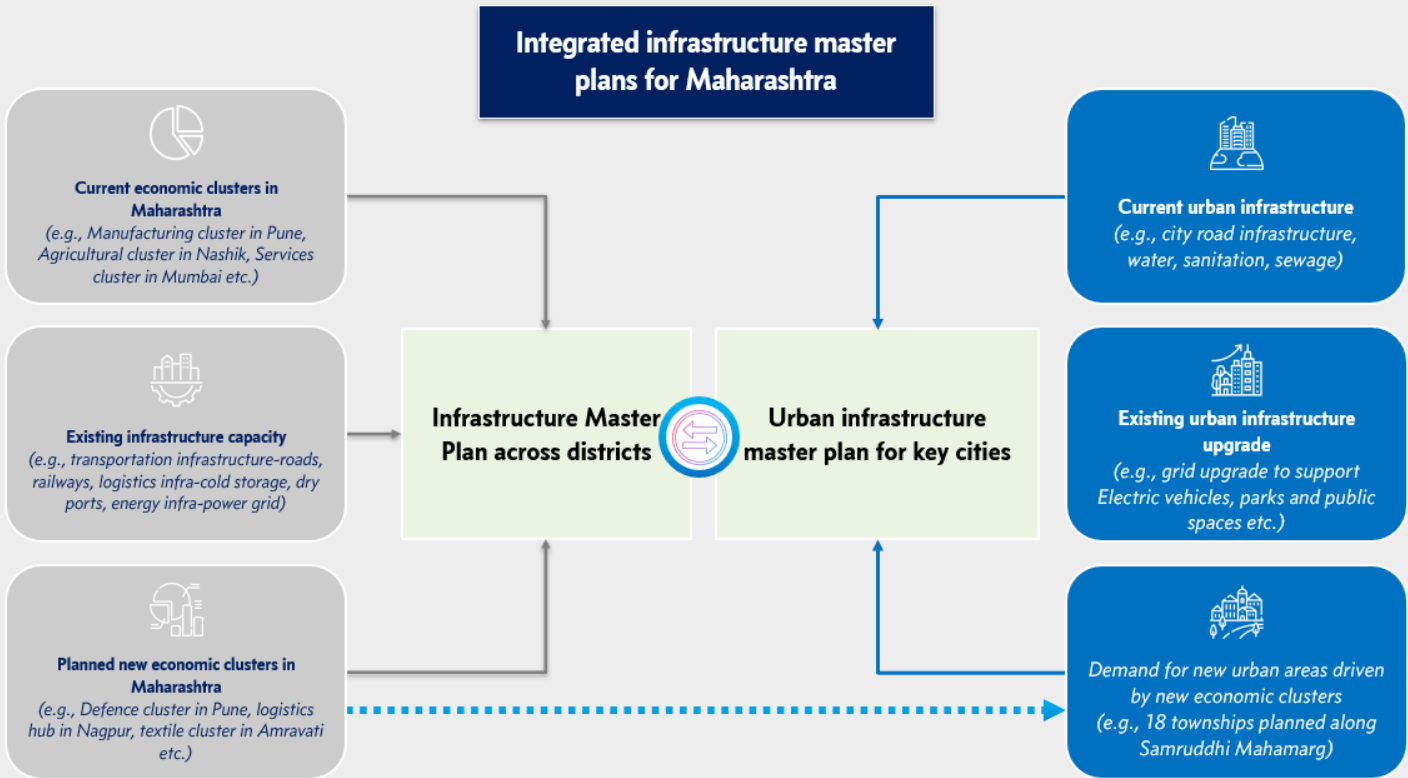 Integrated infrastructure master
plans for Maharashtra
Current economic clusters in
Maharashtra
(e.g., Manufacturing cluster in Pune,
Agricultural cluster in Nashik, Services
cluster in Mumbai etc.)
Existing infrastructure capacity
(e.g., transportation infrastructure-roads,
railways, logistics infra-cold storage, dry
ports, energy infra-power grid)
Planned new economic clusters in
Maharashtra
(e.g., Defence cluster in Pune, logistics
hub in Nagpur, textile cluster in Amravati
etc.)
Infrastructure Master
Plan across districts
Urban infrastructure
master plan for key cities
Current urban infrastructure
(e.g., city road infrastructure,
water, sanitation, sewage)
Existing urban infrastructure
upgrade
(e.g., grid upgrade to support
Electric vehicles, parks and public
spaces etc.)
Demand for new urban areas driven
by new economic clusters
(e.g., 18 townships planned along
Samruddhi Mahamarg)